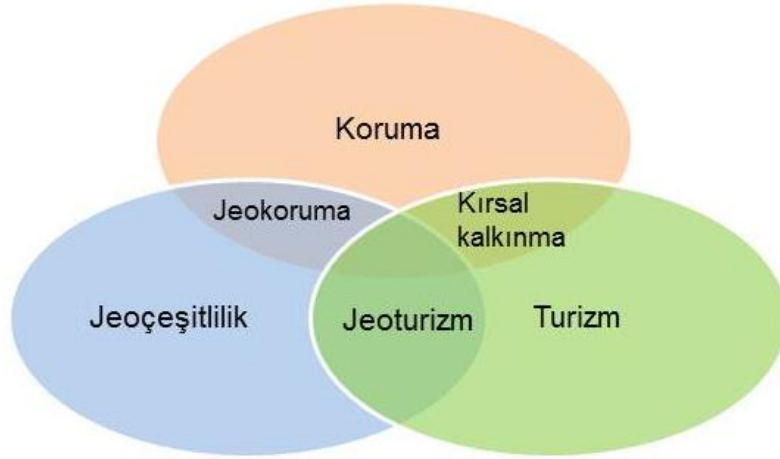 Koruma
Jeokoruma
Kırsal
kalkınma
Jeoçeşitlilik
Jeoturizm
Turizm